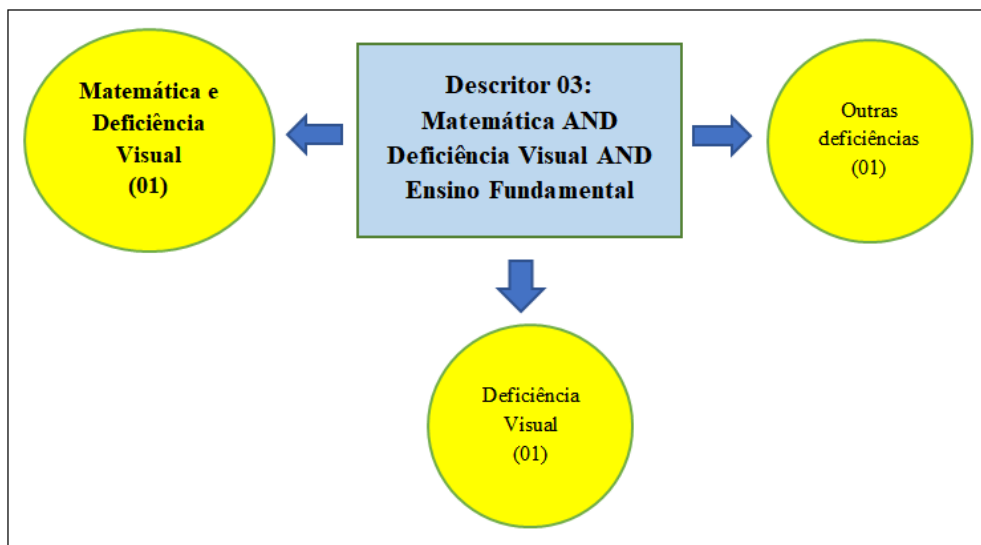 Matemática e
Deficiência
Visual
(01)
Descritor 03:
Matemática AND
Deficiência Visual AND
Ensino Fundamental
Outras
deficiências
(01)
Deficiência
Visual
(01)